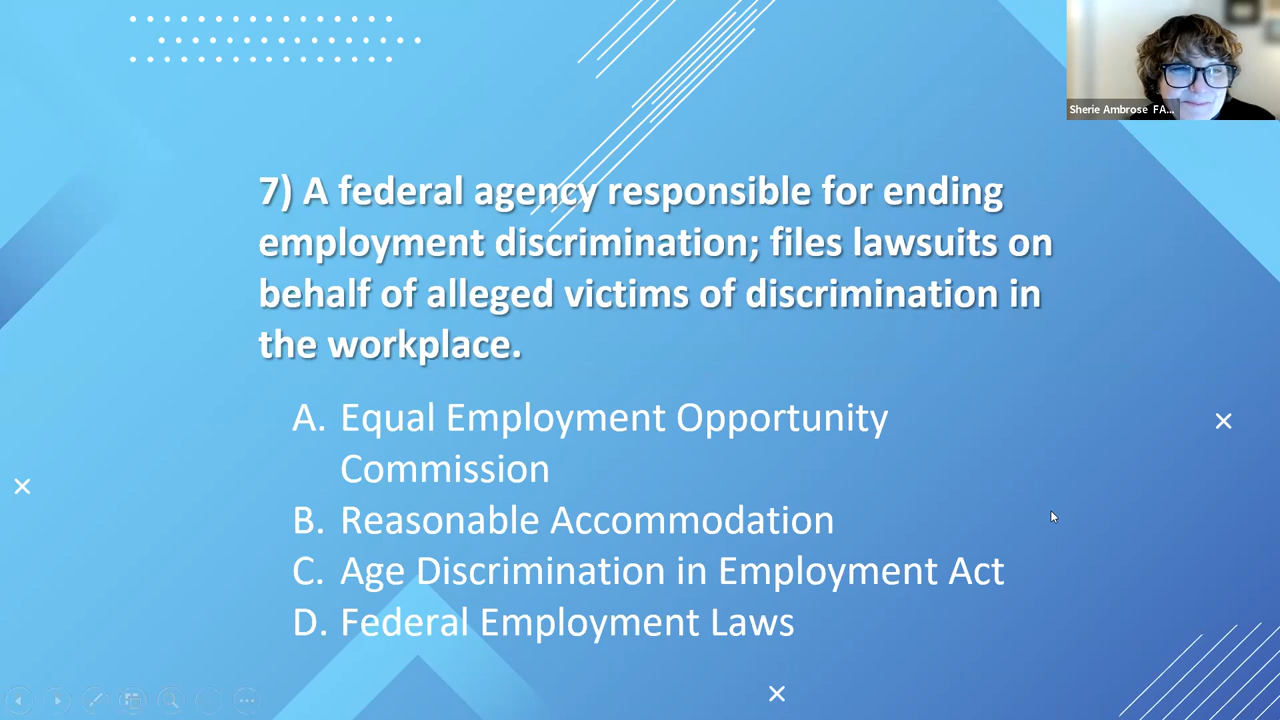 Sherie Ambrose FA...
7) A federal agency responsible for ending
employment discrimination; files lawsuits on
behalf of alleged victims of discrimination in
the workplace.
A. Equal Employment Opportunity
Commission
B. Reasonable Accommodation
C. Age Discrimination in Employment Act
D. Federal Employment Laws